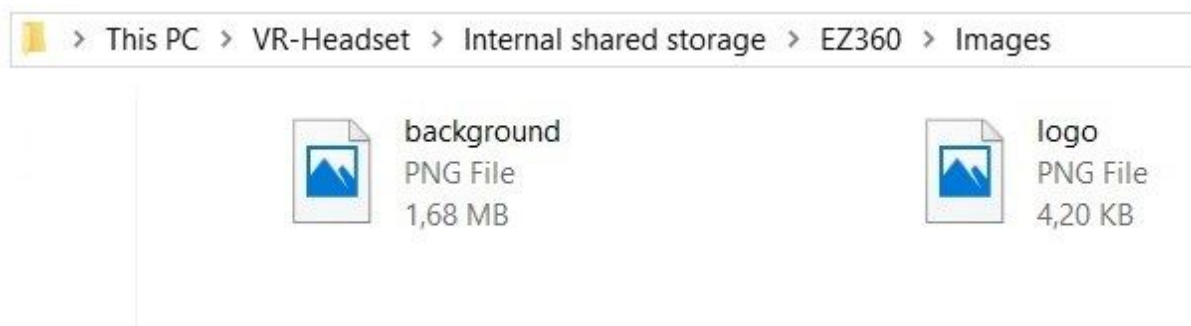 > This PC > VR-Headset > Internal shared storage > EZ360 > Images
background
PNG File
1,68 MB
logo
PNG File
4,20 KB